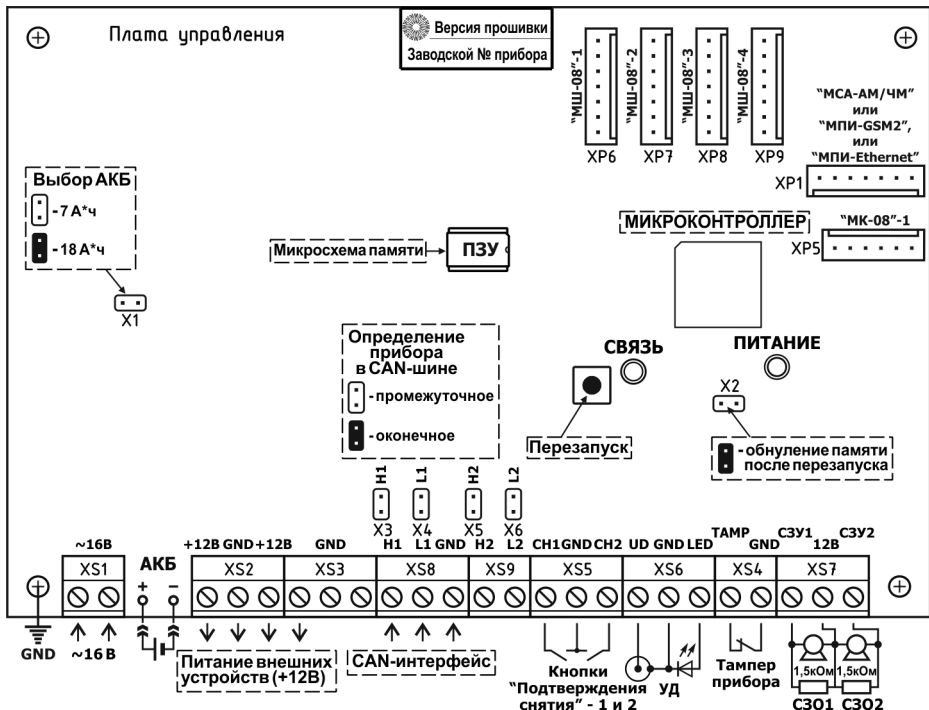 Плата управления
Версия прошивки
Заводской № прибора
"МШ-08"-1
"МШ-08"-2
"МШ-08"-3
"МШ-08"-4
XP6
XP7
XP8
XP9
"МСА-АМ/ЧМ"
или
"МПИ-GSM2",
или
"МПИ-Ethernet"
XP1
"МК-08"-1
XP5
Выбор АКБ
- 7 А*ч
- 18 А*ч
X1
Микросхема памяти
ПЗУ
МИКРОКОНТРОЛЛЕР
Определение
прибора
в CAN-шине
- промежуточное
- оконечное
СВЯЗЬ
ПИТАНИЕ
Перезапуск
X2
- обнуление памяти
после перезапуска
H1
L1
H2
L2
X3
X4
X5
X6
~16В
АКБ
+
–
+12В GND +12В
GND
H1 L1 GND
H2 L2
CH1 GND CH2
UD GND LED
ТАМР
GND
СЗУ1
12В
СЗУ2
XS1
XS2
XS3
XS8
XS9
XS5
XS6
XS4
XS7
GND
~16 В
Питание внешних
устройств (+12В)
CAN-интерфейс
Кнопки
"Подтверждения
снятия" - 1 и 2
УД
Тампер
прибора
1,5кОм
1,5кОм
СЗО1
СЗО2